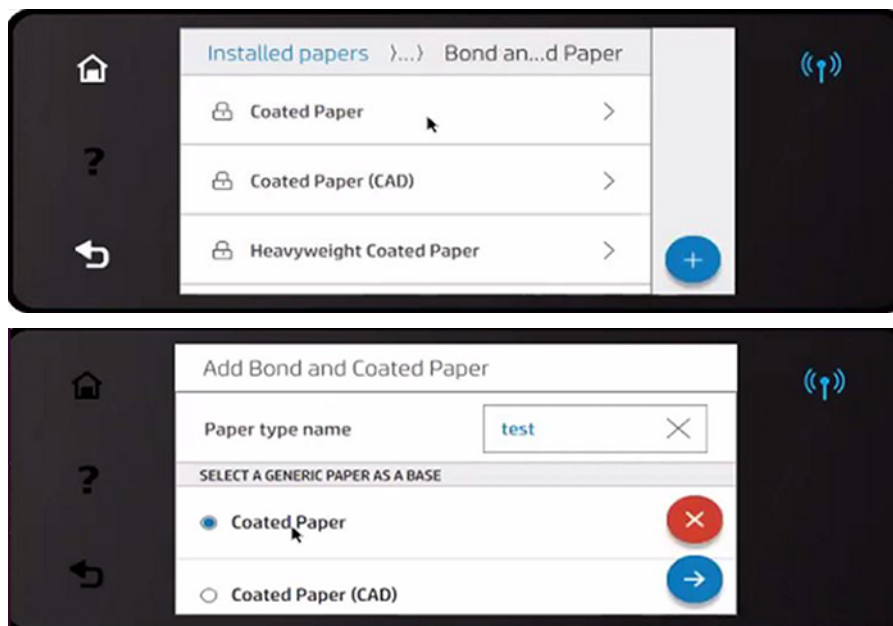 Installed papers 〉...〉 Bond an...d Paper
Coated Paper
Coated Paper (CAD)
Heavyweight Coated Paper
?
Add Bond and Coated Paper
Paper type name test
SELECT A GENERIC PAPER AS A BASE
Coated Paper
?
Coated Paper (CAD)